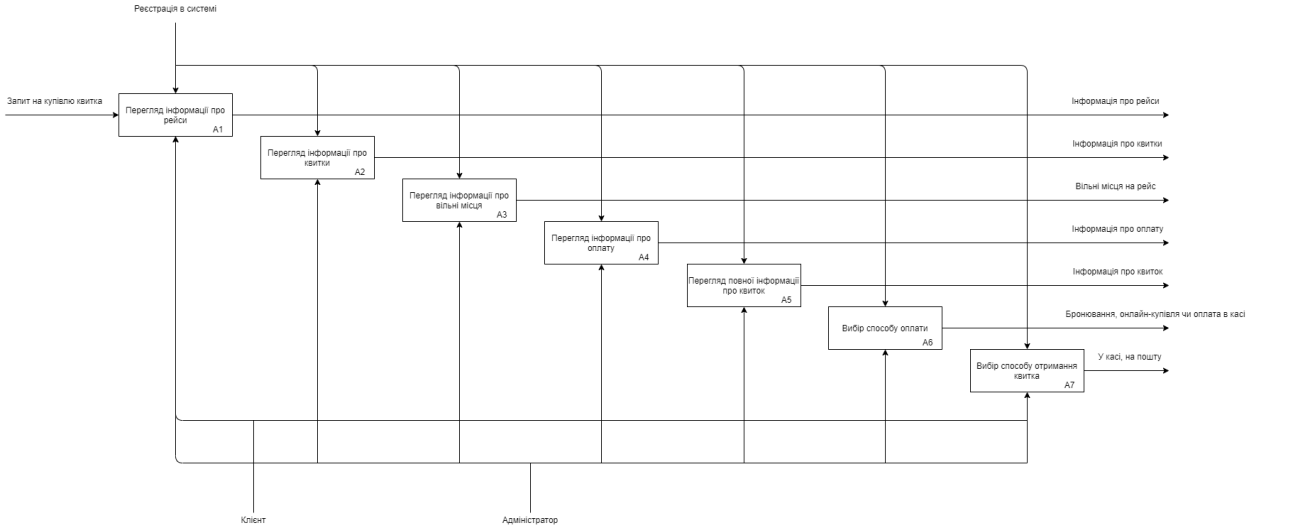 Реєстрація в системі
Запит на купівлю квитка
Перегляд інформації про
рейси
A1
Інформація про рейси
Перегляд інформації про
квитки
A2
Інформація про квитки
Перегляд інформації про
вільні місця
A3
Вільні місця на рейс
Перегляд інформації про
оплату
A4
Інформація про оплату
Перегляд повної інформації
про квиток
A5
Інформація про квиток
Вибір способу оплати
A6
Бронювання, онлайн-купівля чи оплата в касі
Вибір способу отримання
квитка
A7
У касі, на пошту
Клієнт
Адміністратор